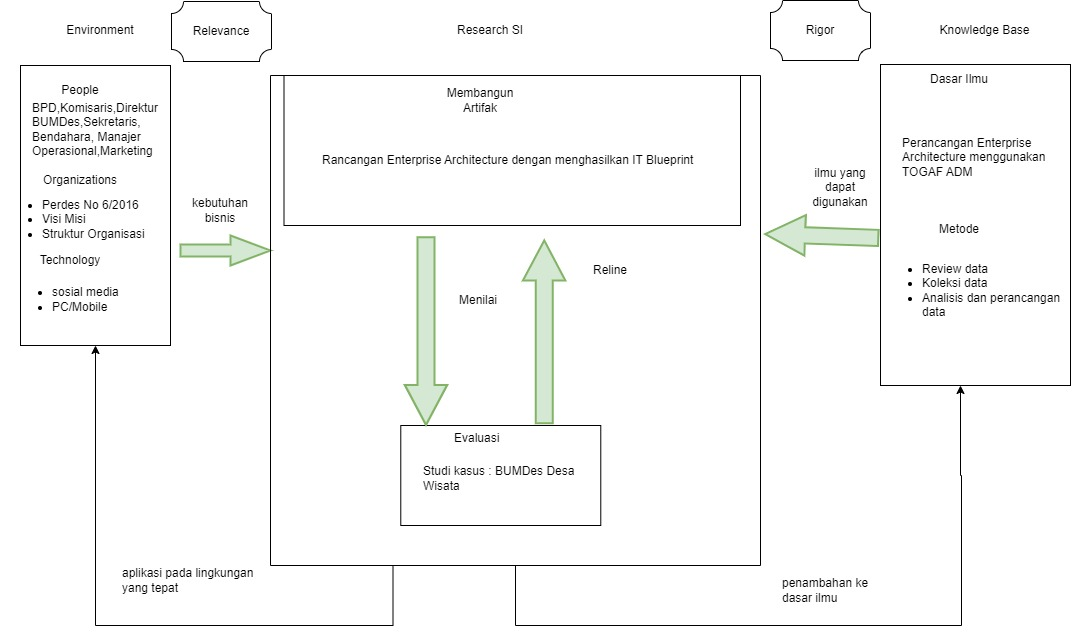 Environment
Relevance
Research SI
Rigor
Knowledge Base
People
BPD,Komisaris,Direktur
BUMDes,Sekretaris,
Bendahara, Manajer
Operasional,Marketing
Organizations
Perdes No 6/2016
Visi Misi
Struktur Organisasi
Technology
sosial media
PC/Mobile
kebutuhan
bisnis
Membangun
Artifak
Rancangan Enterprise Architecture dengan menghasilkan IT Blueprint
Menilai
Reline
Evaluasi
Studi kasus : BUMDes Desa
Wisata
ilmu yang
dapat
digunakan
Dasar Ilmu
Perancangan Enterprise
Architecture menggunakan
TOGAF ADM
Metode
Review data
Koleksi data
Analisis dan perancangan
data
aplikasi pada lingkungan
yang tepat
penambahan ke
dasar ilmu